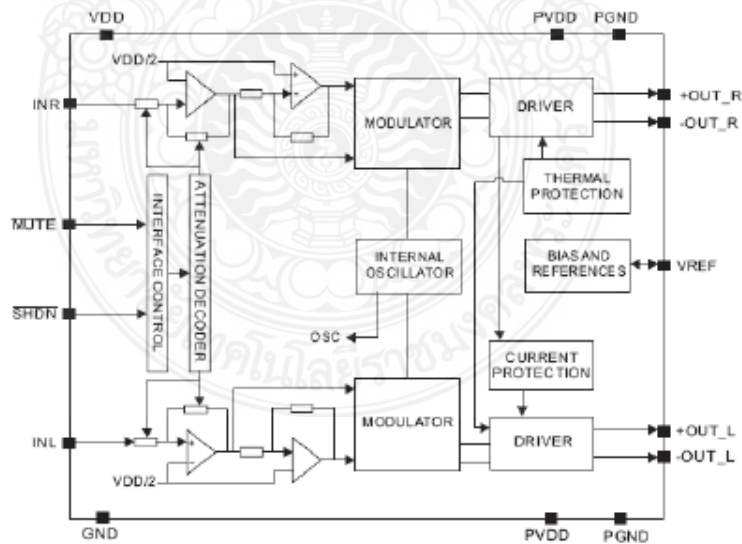 VDD
PVDD
PGND
VDD/2
INR
MODULATOR
DRIVER
+OUT_R
-OUT_R
THERMAL
PROTECTION
MUTE
INTERFACE CONTROL
ATTENUATION DECODER
INTERNAL
OSCILLATOR
BIAS AND
REFERENCES
VREF
SHDN
OSC
CURRENT
PROTECTION
INL
MODULATOR
DRIVER
+OUT_L
-OUT_L
VDD/2
GND
PVDD
PGND